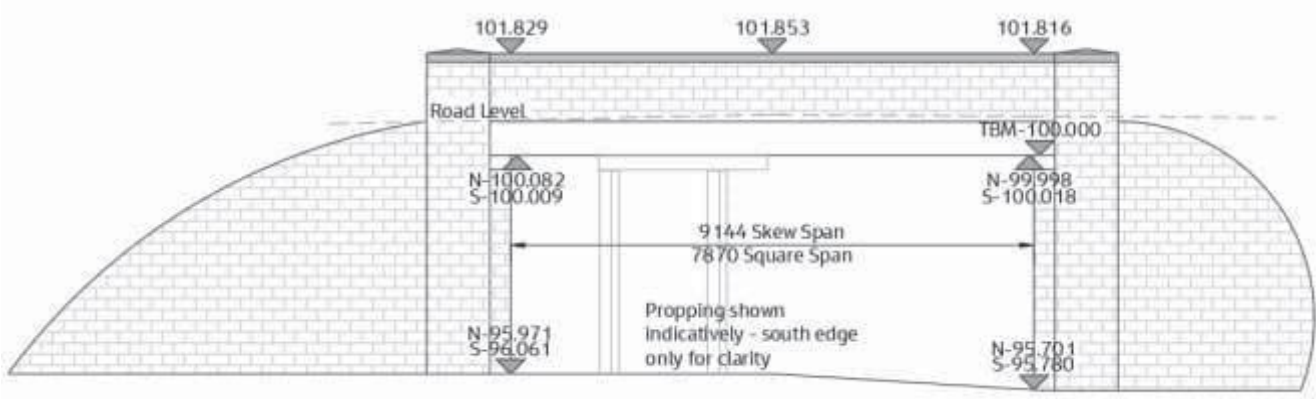 101.829
101.853
101.816
Road Level
TBM-100.000
N-100.082
S-100.009
N-99.998
S-100.018
9144 Skew Span
7870 Square Span
Propping shown
indicatively - south edge
only for clarity
N-95.971
S-96.061
N-95.701
S-95.780